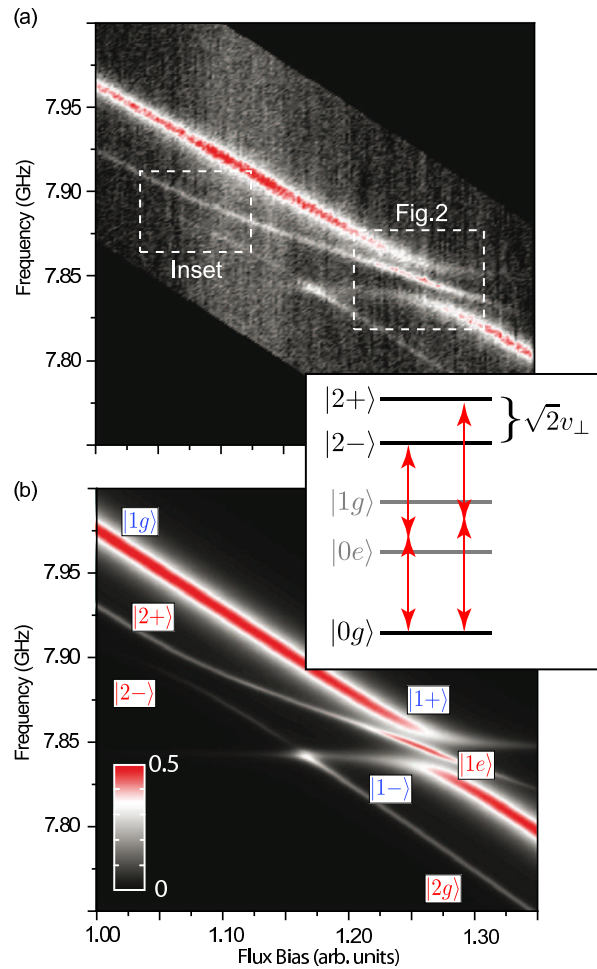 (a)
7.95
7.90
7.85
7.80
Frequency (GHz)
Inset
Fig.2
|2+⟩
|2−⟩
|1g⟩
|0e⟩
|0g⟩
}√2v⊥
(b)
7.95
7.90
7.85
7.80
Frequency (GHz)
|1g⟩
|2+⟩
|2−⟩
|1+⟩
|1e⟩
|1−⟩
|2g⟩
0.5
0
1.00
1.10
1.20
1.30
Flux Bias (arb. units)